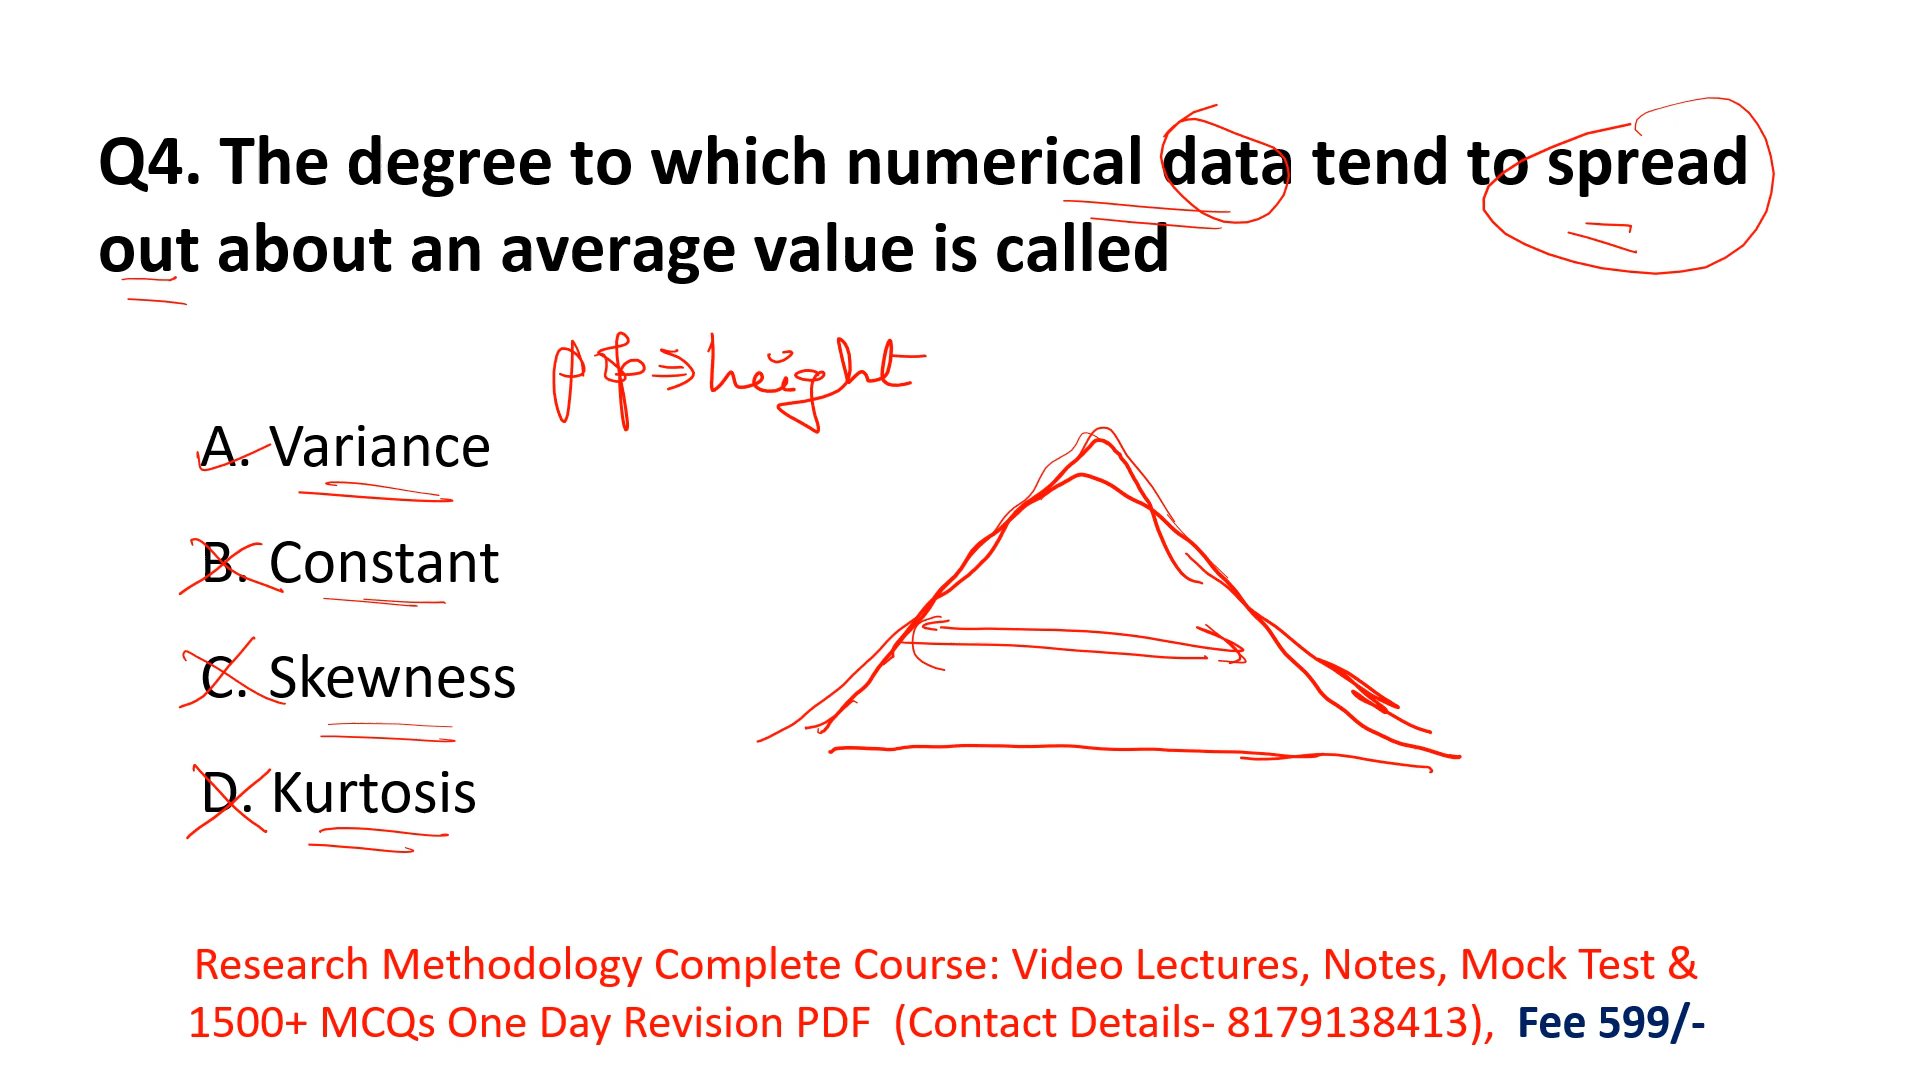 Q4. The degree to which numerical data tend to spread
out about an average value is called
height
A. Variance
B. Constant
C. Skewness
D. Kurtosis
Research Methodology Complete Course: Video Lectures, Notes, Mock Test &
1500+ MCQs One Day Revision PDF (Contact Details- 8179138413), Fee 599/-